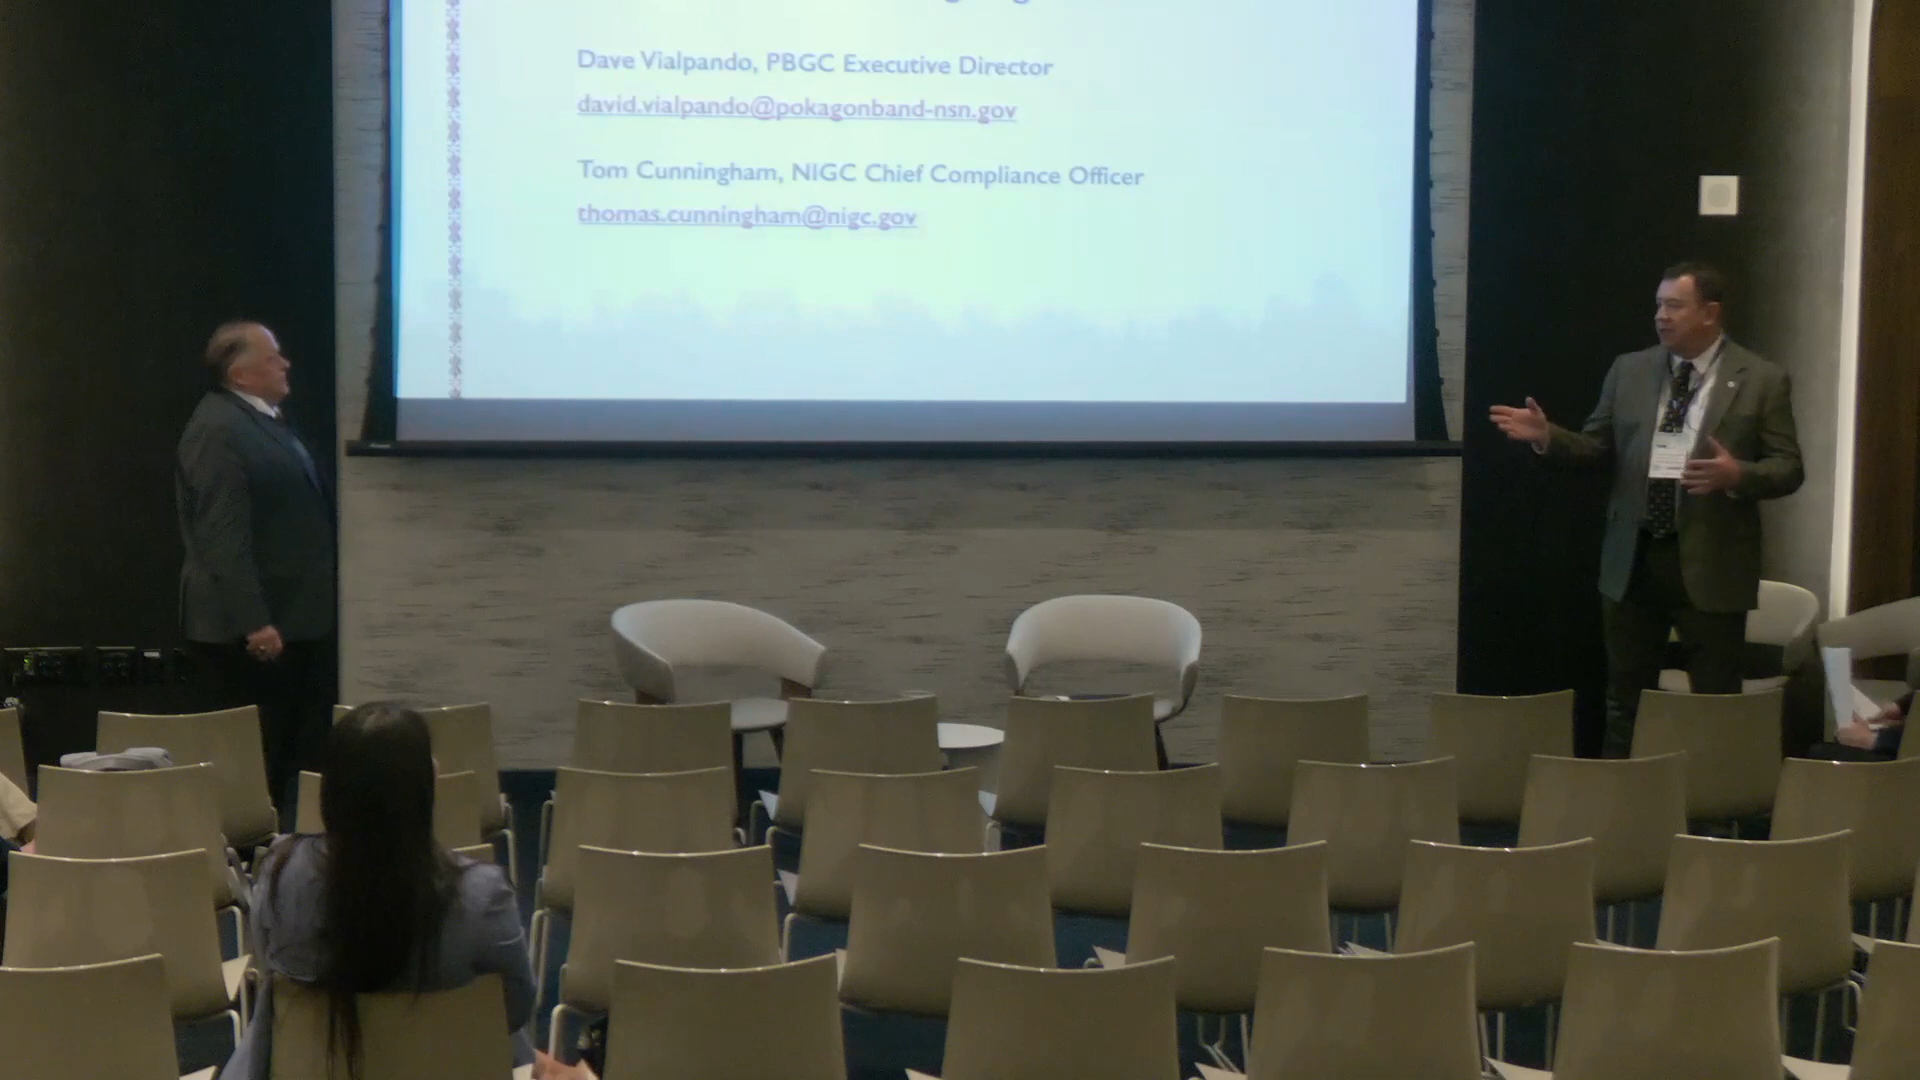 Dave Vialpando, PBGC Executive Director
david.vialpando@pokagonband-nsn.gov
Tom Cunningham, NIGC Chief Compliance Officer
thomas.cunningham@nigc.gov